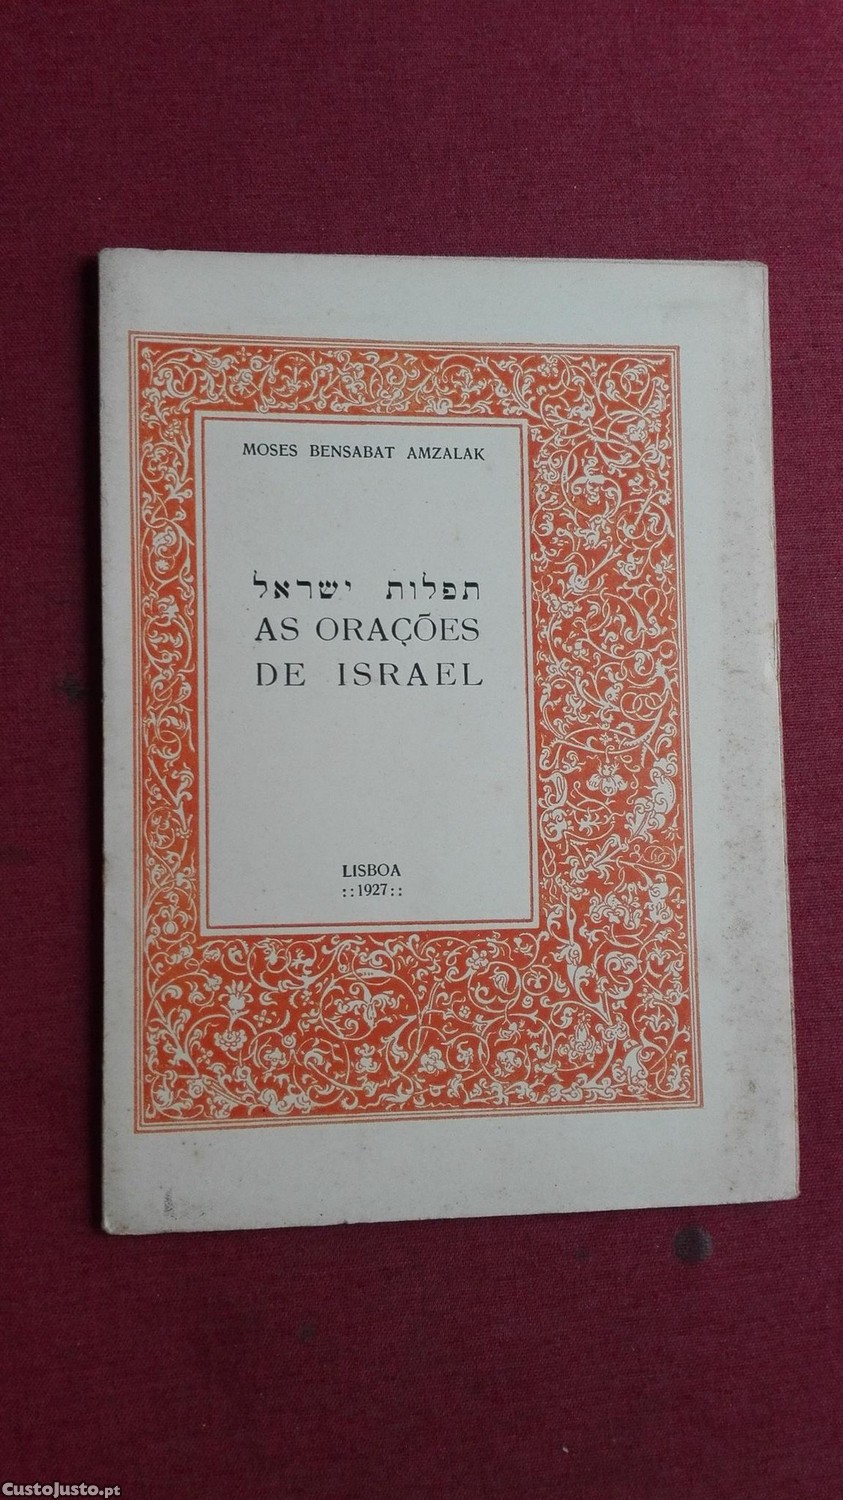 MOSES BENSABAT AMZALAK
תפלות ישראל
AS ORAÇÕES
DE ISRAEL
LISBOA
::1927::
CustoJusto.pt